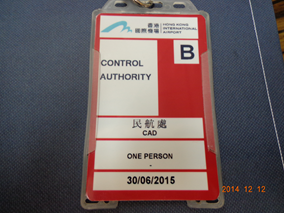 香港
國際機場
HONG KONG
INTERNATIONAL
AIRPORT
B
CONTROL
AUTHORITY
民航處
CAD
ONE PERSON
-
30/06/2015
2014 12 12